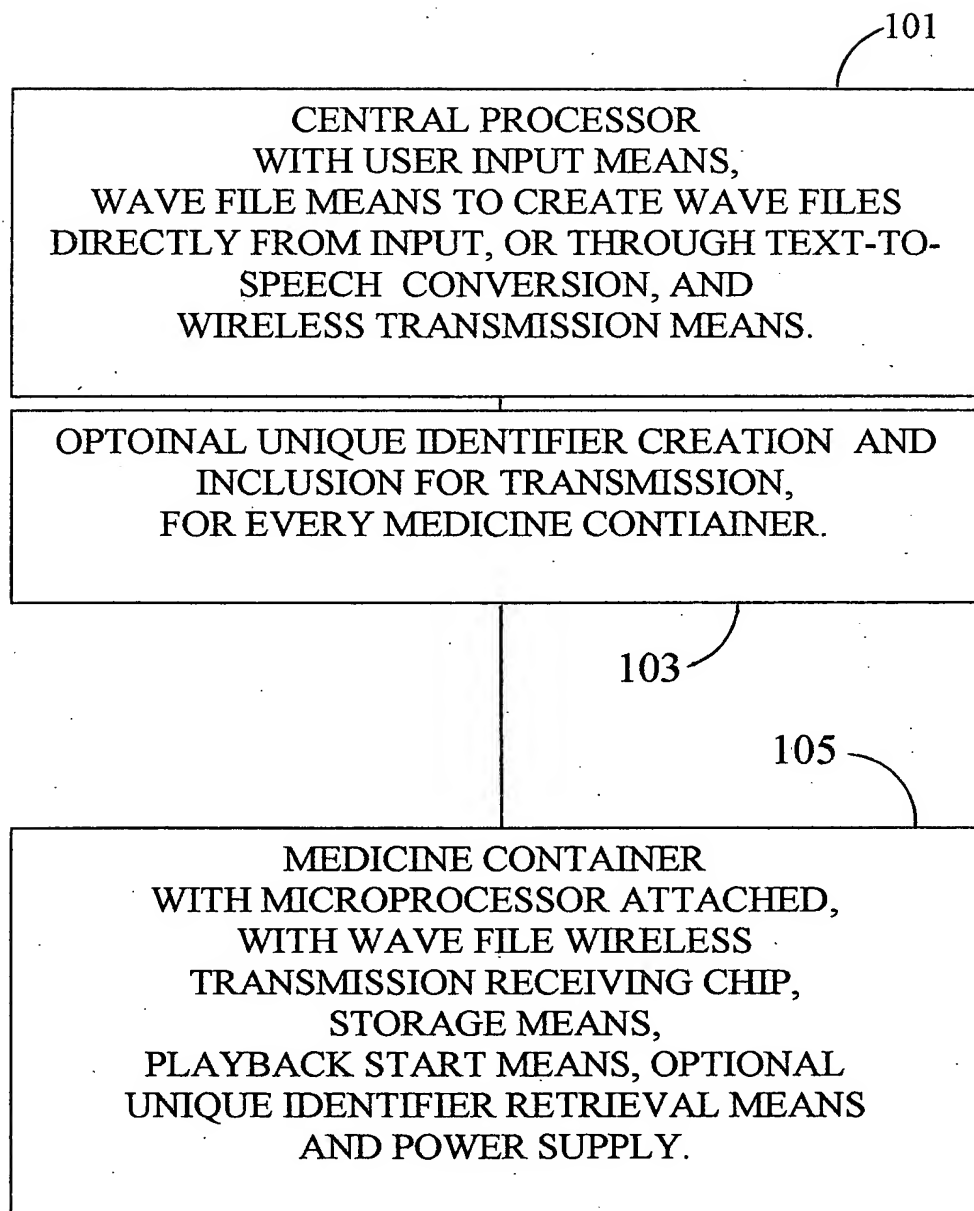 101
CENTRAL PROCESSOR
WITH USER INPUT MEANS,
WAVE FILE MEANS TO CREATE WAVE FILES
DIRECTLY FROM INPUT, OR THROUGH TEXT-TO-
SPEECH CONVERSION, AND
WIRELESS TRANSMISSION MEANS.
OPTOINAL UNIQUE IDENTIFIER CREATION AND
INCLUSION FOR TRANSMISSION,
FOR EVERY MEDICINE CONTIAINER.
103
105
MEDICINE CONTAINER
WITH MICROPROCESSOR ATTACHED,
WITH WAVE FILE WIRELESS
TRANSMISSION RECEIVING CHIP,
STORAGE MEANS,
PLAYBACK START MEANS, OPTIONAL
UNIQUE IDENTIFIER RETRIEVAL MEANS
AND POWER SUPPLY.